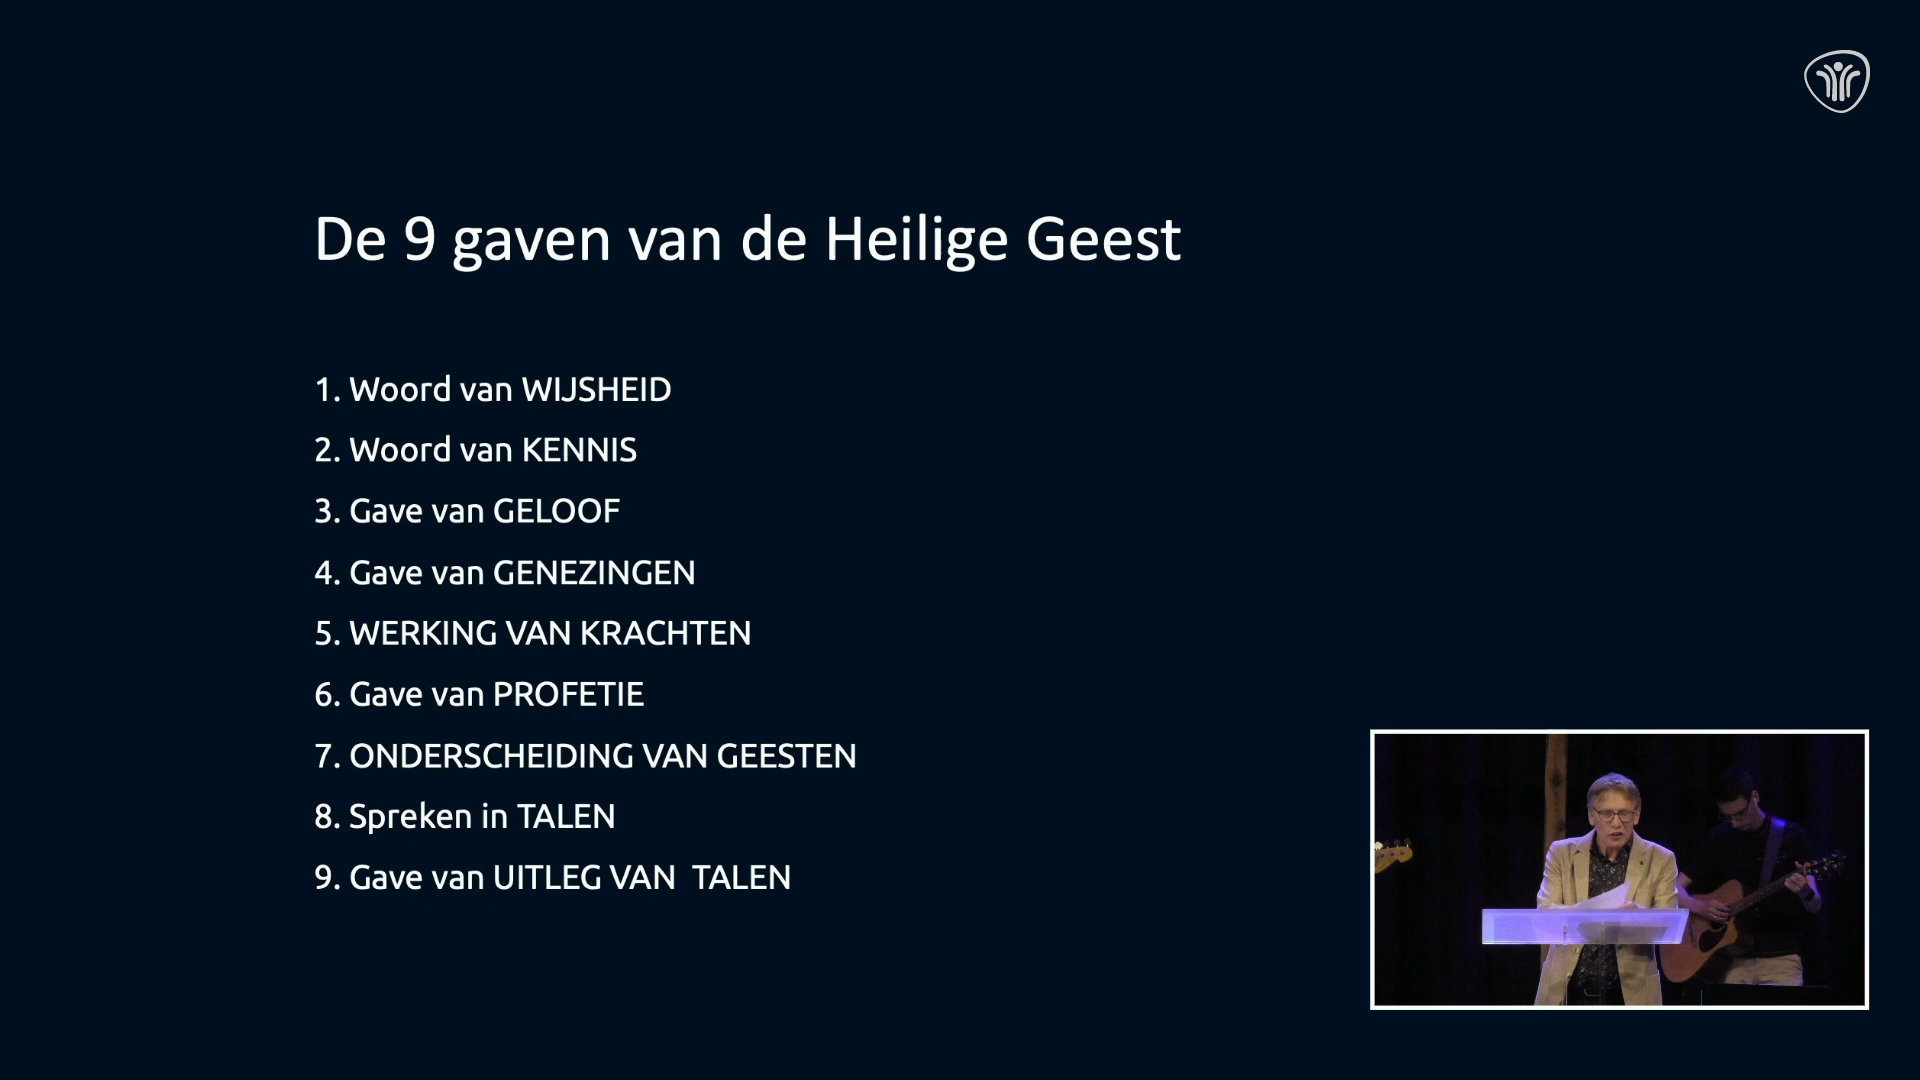 De 9 gaven van de Heilige Geest
1. Woord van WIJSHEID
2. Woord van KENNIS
3. Gave van GELOOF
4. Gave van GENEZINGEN
5. WERKING VAN KRACHTEN
6. Gave van PROFETIE
7. ONDERSCHEIDING VAN GEESTEN
8. Spreken in TALEN
9. Gave van UITLEG VAN  TALEN